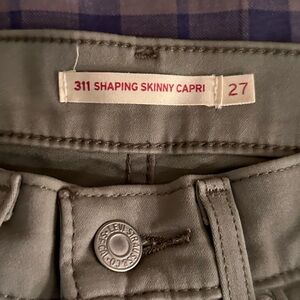 311 SHAPING SKINNY CAPRI 27
LEVI STRAUSS & CO